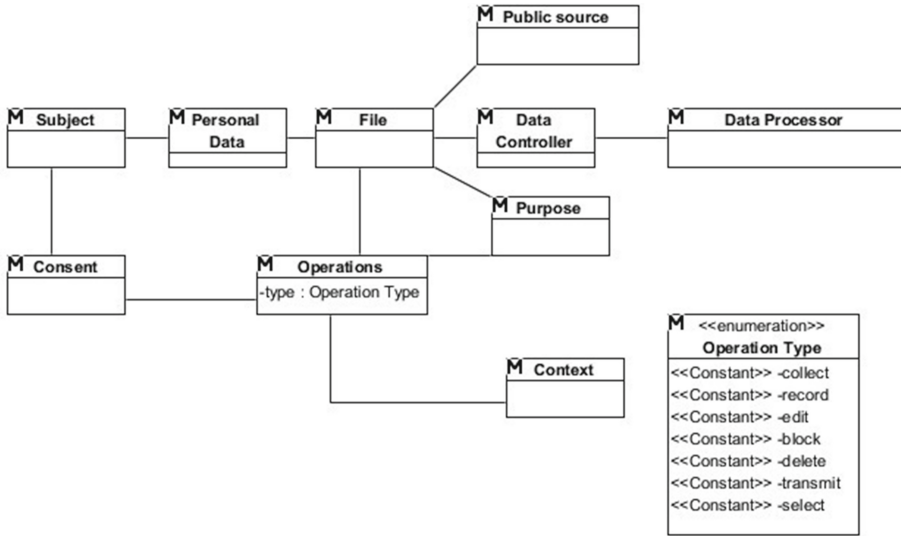 M Public source
M Subject
M Personal
Data
M File
M Data
Controller
M Data Processor
M Purpose
M Consent
M Operations
-type : Operation Type
M Context
M <<enumeration>>
Operation Type
<<Constant>> -collect
<<Constant>> -record
<<Constant>> -edit
<<Constant>> -block
<<Constant>> -delete
<<Constant>> -transmit
<<Constant>> -select